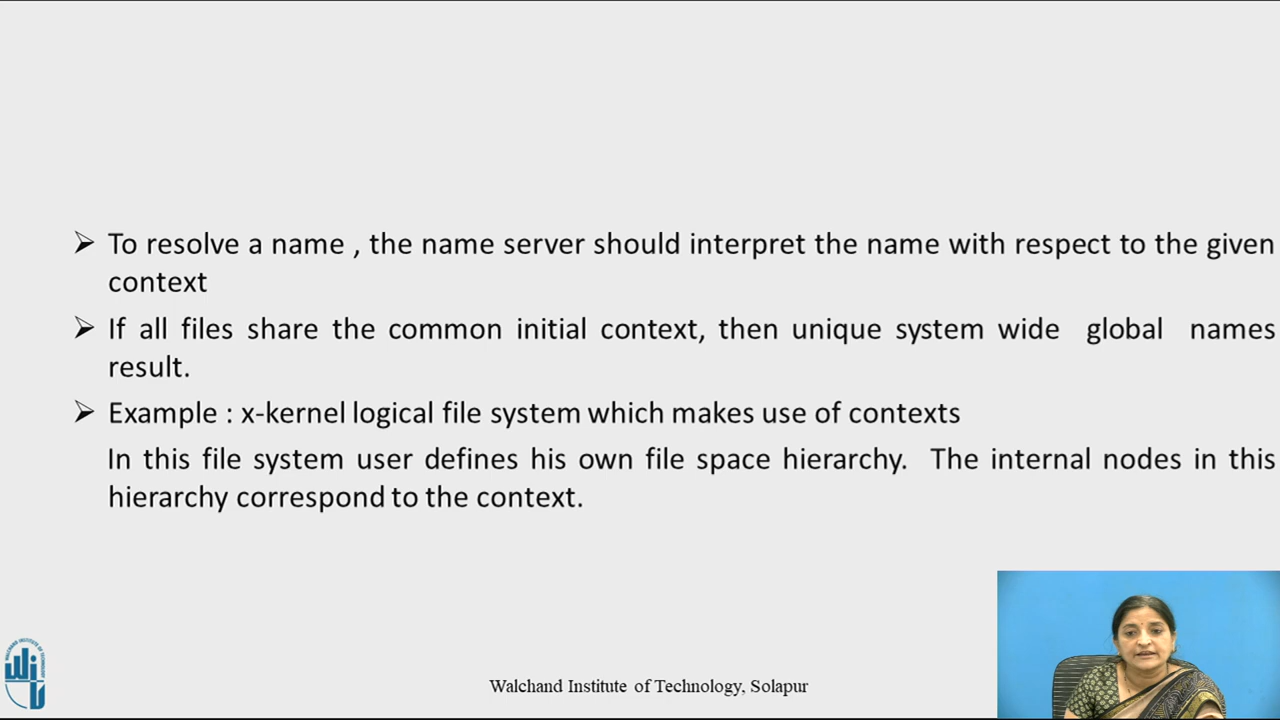 ➢ To resolve a name , the name server should interpret the name with respect to the given
context
➢ If all files share the common initial context, then unique system wide global names
result.
➢ Example : x-kernel logical file system which makes use of contexts
In this file system user defines his own file space hierarchy. The internal nodes in this
hierarchy correspond to the context.
Walchand Institute of Technology, Solapur